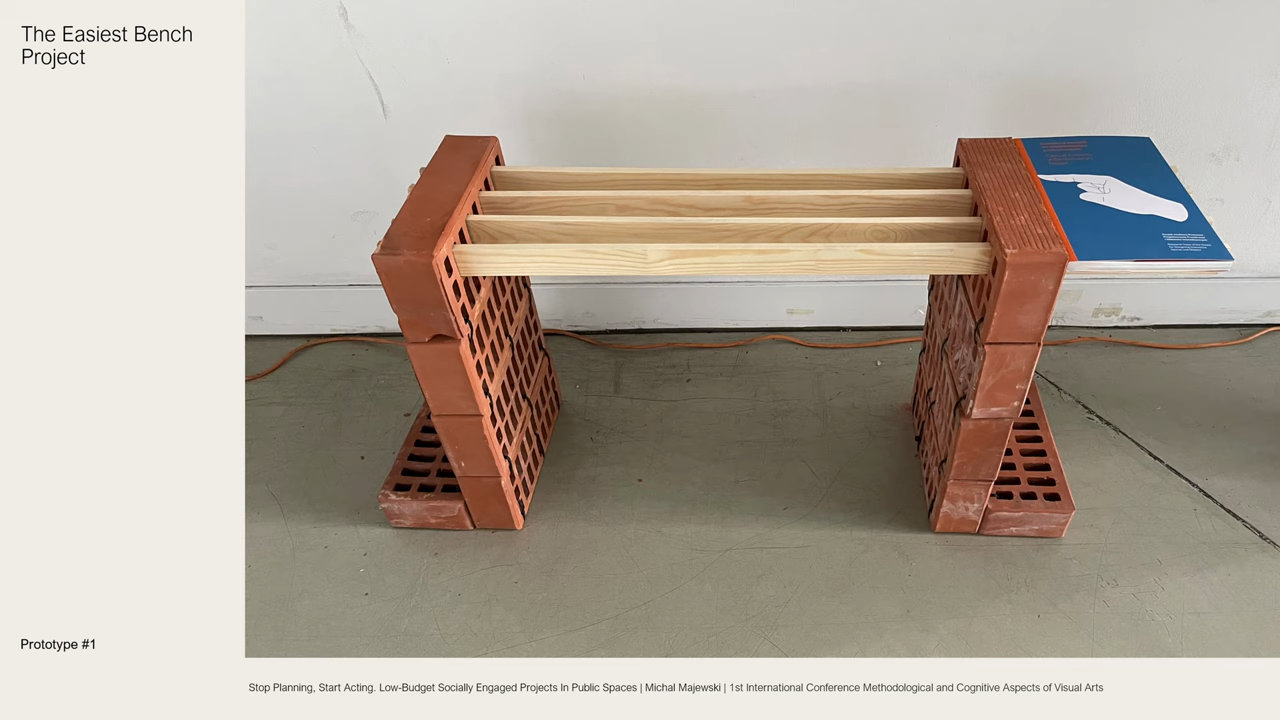 The Easiest Bench
Project
Prototype #1
Stop Planning, Start Acting. Low-Budget Socially Engaged Projects In Public Spaces | Michal Majewski | 1st International Conference Methodological and Cognitive Aspects of Visual Arts